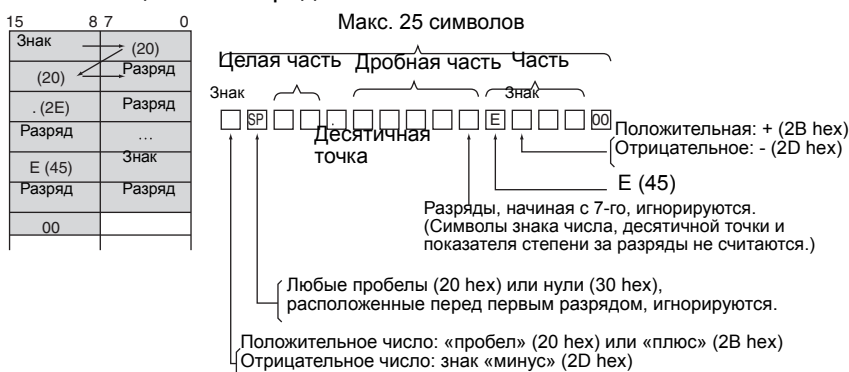 15 8 7 0
Знак (20)
(20) Разряд
. (2E) Разряд
Разряд ...
E (45) Знак
Разряд Разряд
00
Макс. 25 символов
Целая часть Дробная часть Часть
Знак Знак
SP . E 00
Десятичная
точка
Положительная: + (2B hex)
Отрицательное: - (2D hex)
E (45)
Разряды, начиная с 7-го, игнорируются.
(Символы знака числа, десятичной точки и
показателя степени за разряды не считаются.)
Любые пробелы (20 hex) или нули (30 hex),
расположенные перед первым разрядом, игнорируются.
Положительное число: «пробел» (20 hex) или «плюс» (2B hex)
Отрицательное число: знак «минус» (2D hex)